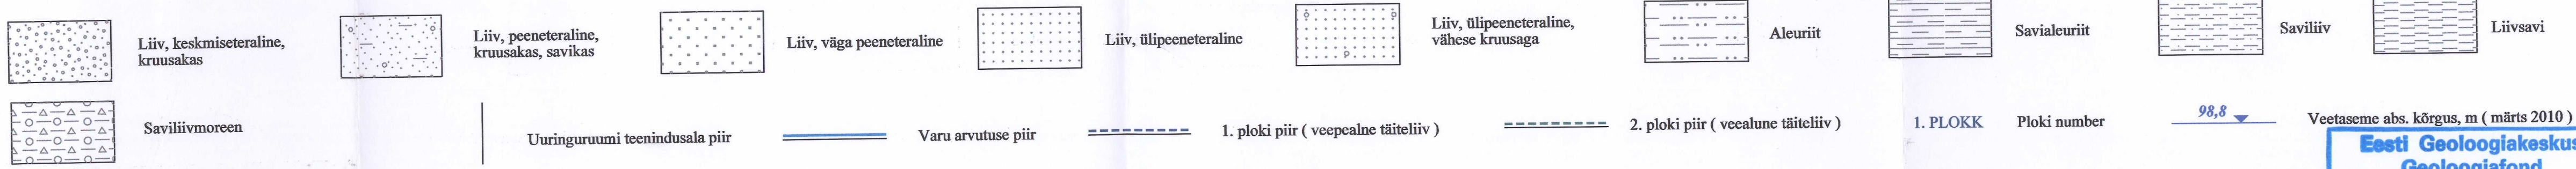 Liiv, keskmiseteraline,
kruusakas
Liiv, peeneteraline,
kruusakas, savikas
Liiv, väga peeneteraline
Liiv, ülipeeneteraline
Liiv, ülipeeneteraline,
vähese kruusaga
Aleuriit
Savialeuriit
Saviliiv
Liivsavi
Saviliivmoreen
Uuringuruumi teenindusala piir
Varu arvutuse piir
1. ploki piir ( veepealne täiteliiv )
2. ploki piir ( veealune täiteliiv )
1. PLOKK
Ploki number
98,8
Veetaseme abs. kõrgus, m ( märts 2010 )
Eesti Geoloogiakeskus
Geoloogiafond